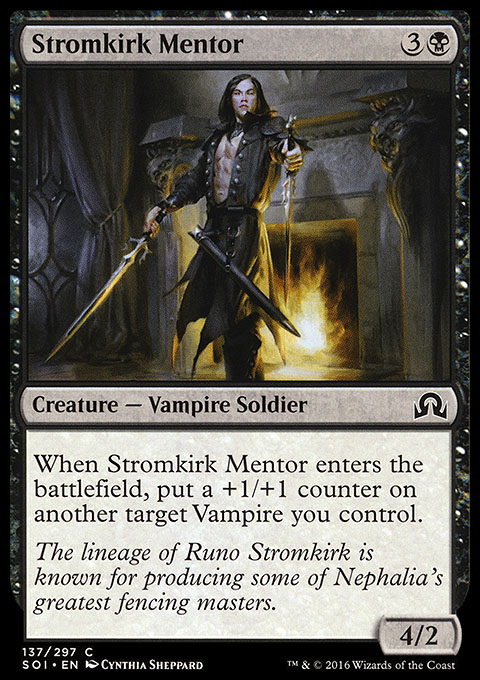 Stromkirk Mentor 3
Creature — Vampire Soldier
When Stromkirk Mentor enters the
battlefield, put a +1/+1 counter on
another target Vampire you control.
The lineage of Runo Stromkirk is
known for producing some of Nephalia's
greatest fencing masters.
4/2
137/297 C
SOI • EN Cynthia Sheppard
™ & © 2016 Wizards of the Coast